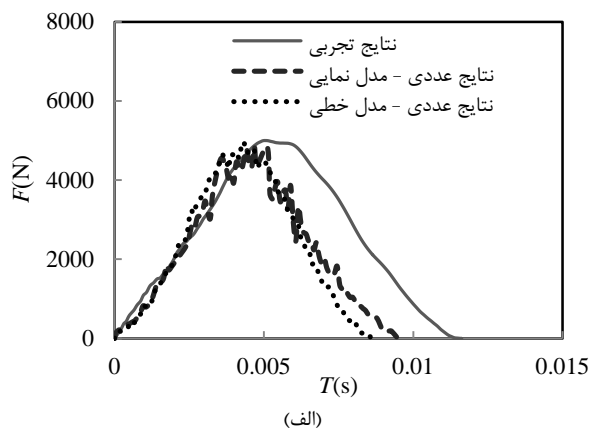 8000
نتایج تجربی
نتایج عددی - مدل نمایی
نتایج عددی - مدل خطی
6000
F(N)
4000
2000
0
0 0.005 0.01 0.015
T(s)
(الف)